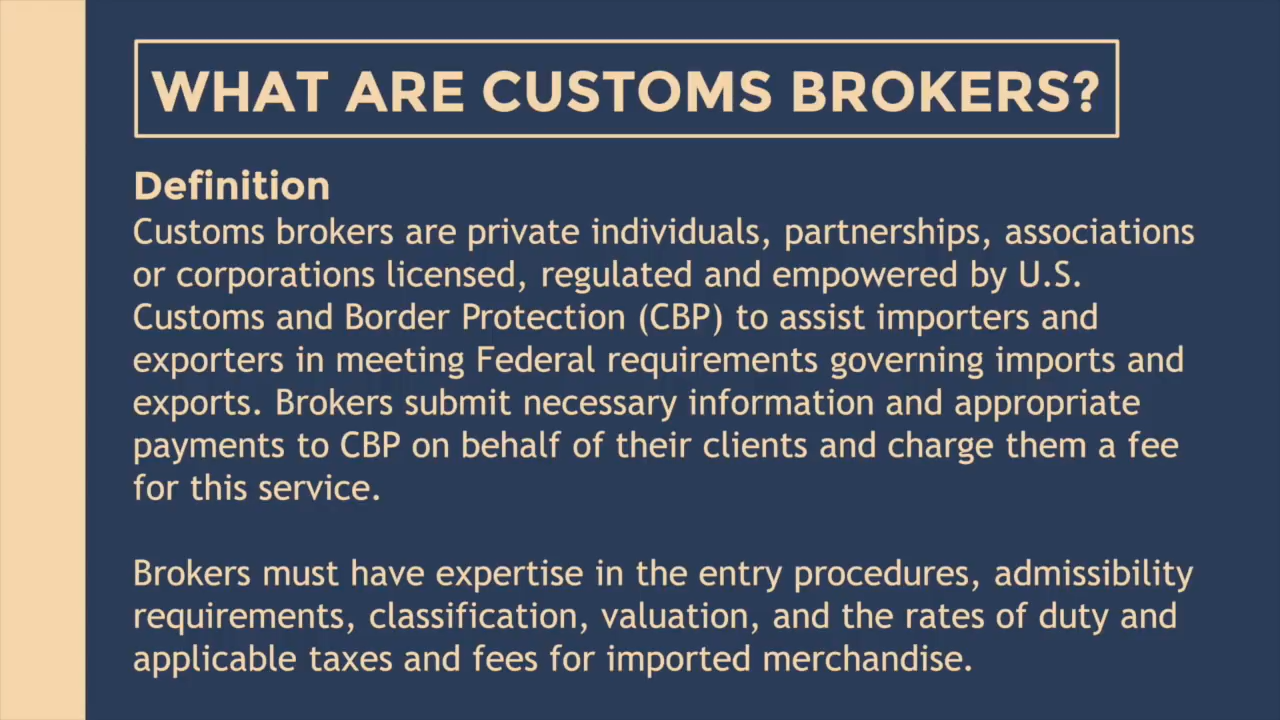 WHAT ARE CUSTOMS BROKERS?
Definition
Customs brokers are private individuals, partnerships, associations
or corporations licensed, regulated and empowered by U.S.
Customs and Border Protection (CBP) to assist importers and
exporters in meeting Federal requirements governing imports and
exports. Brokers submit necessary information and appropriate
payments to CBP on behalf of their clients and charge them a fee
for this service.
Brokers must have expertise in the entry procedures, admissibility
requirements, classification, valuation, and the rates of duty and
applicable taxes and fees for imported merchandise.